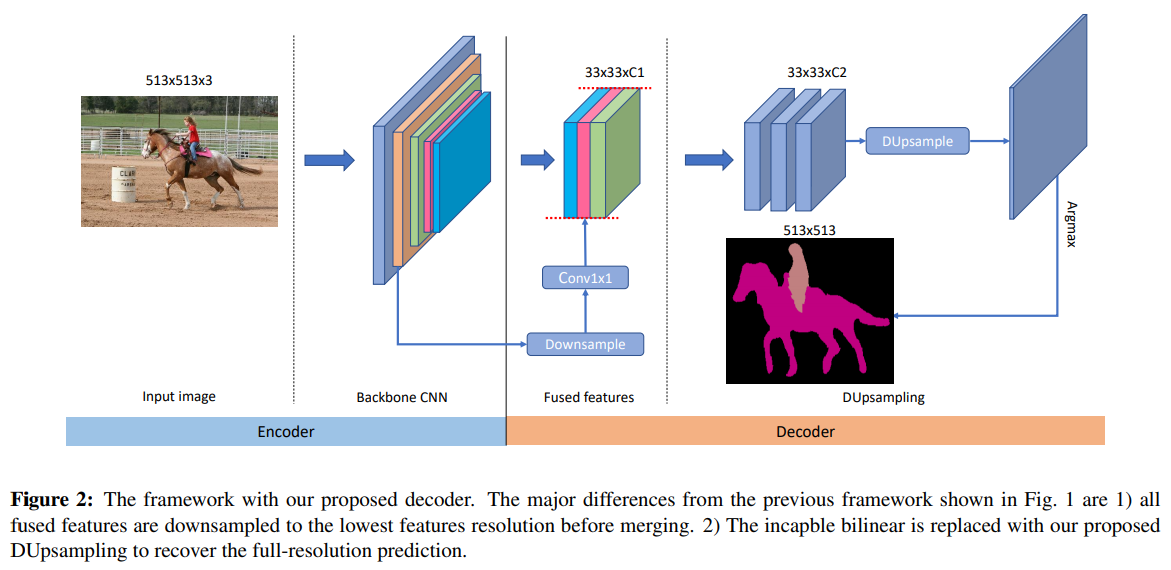 513x513x3
33x33xC1
33x33xC2
CLA
DUpsample
Argmax
513x513
Conv1x1
Downsample
Input image
Backbone CNN
Fused features
DUpsampling
Encoder
Decoder
Figure 2: The framework with our proposed decoder. The major differences from the previous framework shown in Fig. 1 are 1) all
fused features are downsampled to the lowest features resolution before merging. 2) The incapble bilinear is replaced with our proposed
DUpsampling to recover the full-resolution prediction.